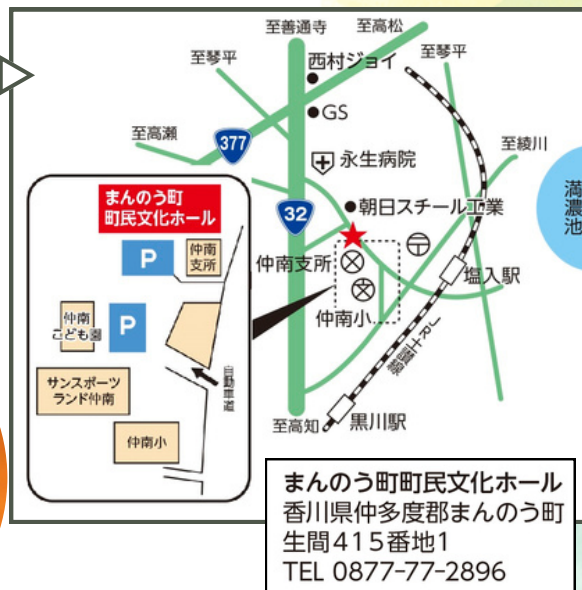 至善通寺
至高松
至琴平
西村ジョイ
至琴平
GS
至高瀬
377
永生病院
至綾川
満濃池
まんのう町
町民文化ホール
32
朝日スチール工業
P
仲南
支所
仲南支所
塩入駅
仲南
こども園
P
仲南小
JR土讃線
自動車道
サンスポーツ
ランド仲南
仲南小
至高知
黒川駅
まんのう町町民文化ホール
香川県仲多度郡まんのう町
生間415番地1
TEL 0877-77-2896